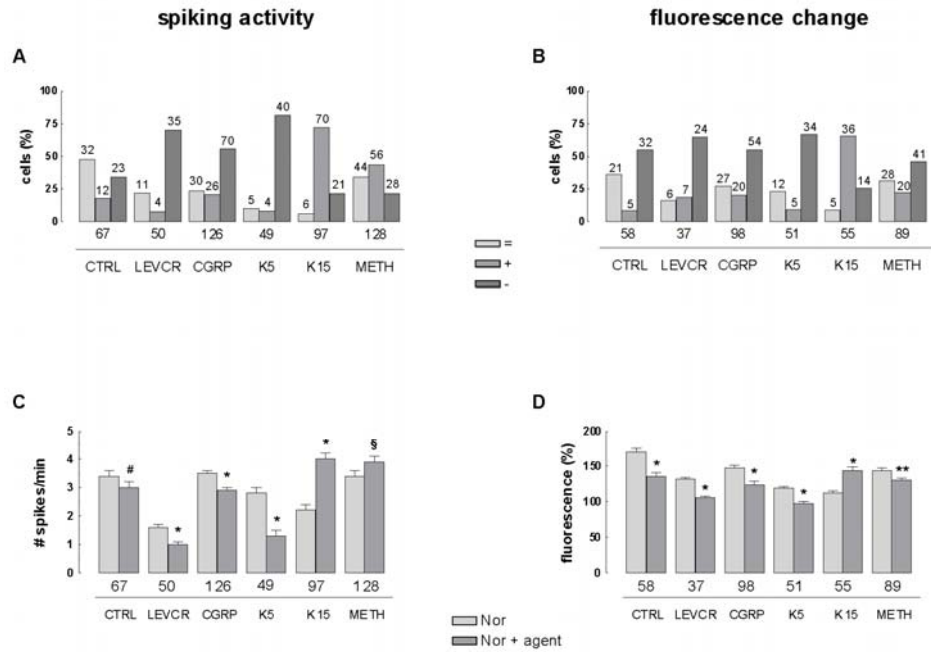 spiking activity
fluorescence change
A
cells (%)
100
75
50
25
0
32
12
23
11
4
35
30
26
70
5
4
40
6
70
21
44
56
28
67
50
126
49
97
128
CTRL
LEVCR
CGRP
K5
K15
METH
=
+
-
B
cells (%)
100
75
50
25
0
21
5
32
6
7
24
27
20
54
12
9
34
5
36
14
28
20
41
58
37
98
51
55
89
CTRL
LEVCR
CGRP
K5
K15
METH
C
# spikes/min
5
4
3
2
1
0
#
*
*
*
*
§
67
50
126
49
97
128
CTRL
LEVCR
CGRP
K5
K15
METH
Nor
Nor + agent
D
fluorescence (%)
200
150
100
50
0
*
*
*
*
*
**
58
37
98
51
55
89
CTRL
LEVCR
CGRP
K5
K15
METH